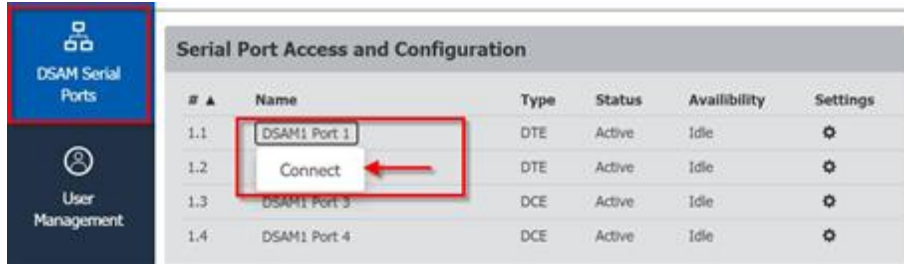 DSAM Serial
Ports
User
Management
Serial Port Access and Configuration
# ▲ Name Type Status Availibility Settings
1.1 DSAM1 Port 1 DTE Active Idle
1.2 DTE Active Idle
Connect
1.3 DSAM1 Port 3 DCE Active Idle
1.4 DSAM1 Port 4 DCE Active Idle